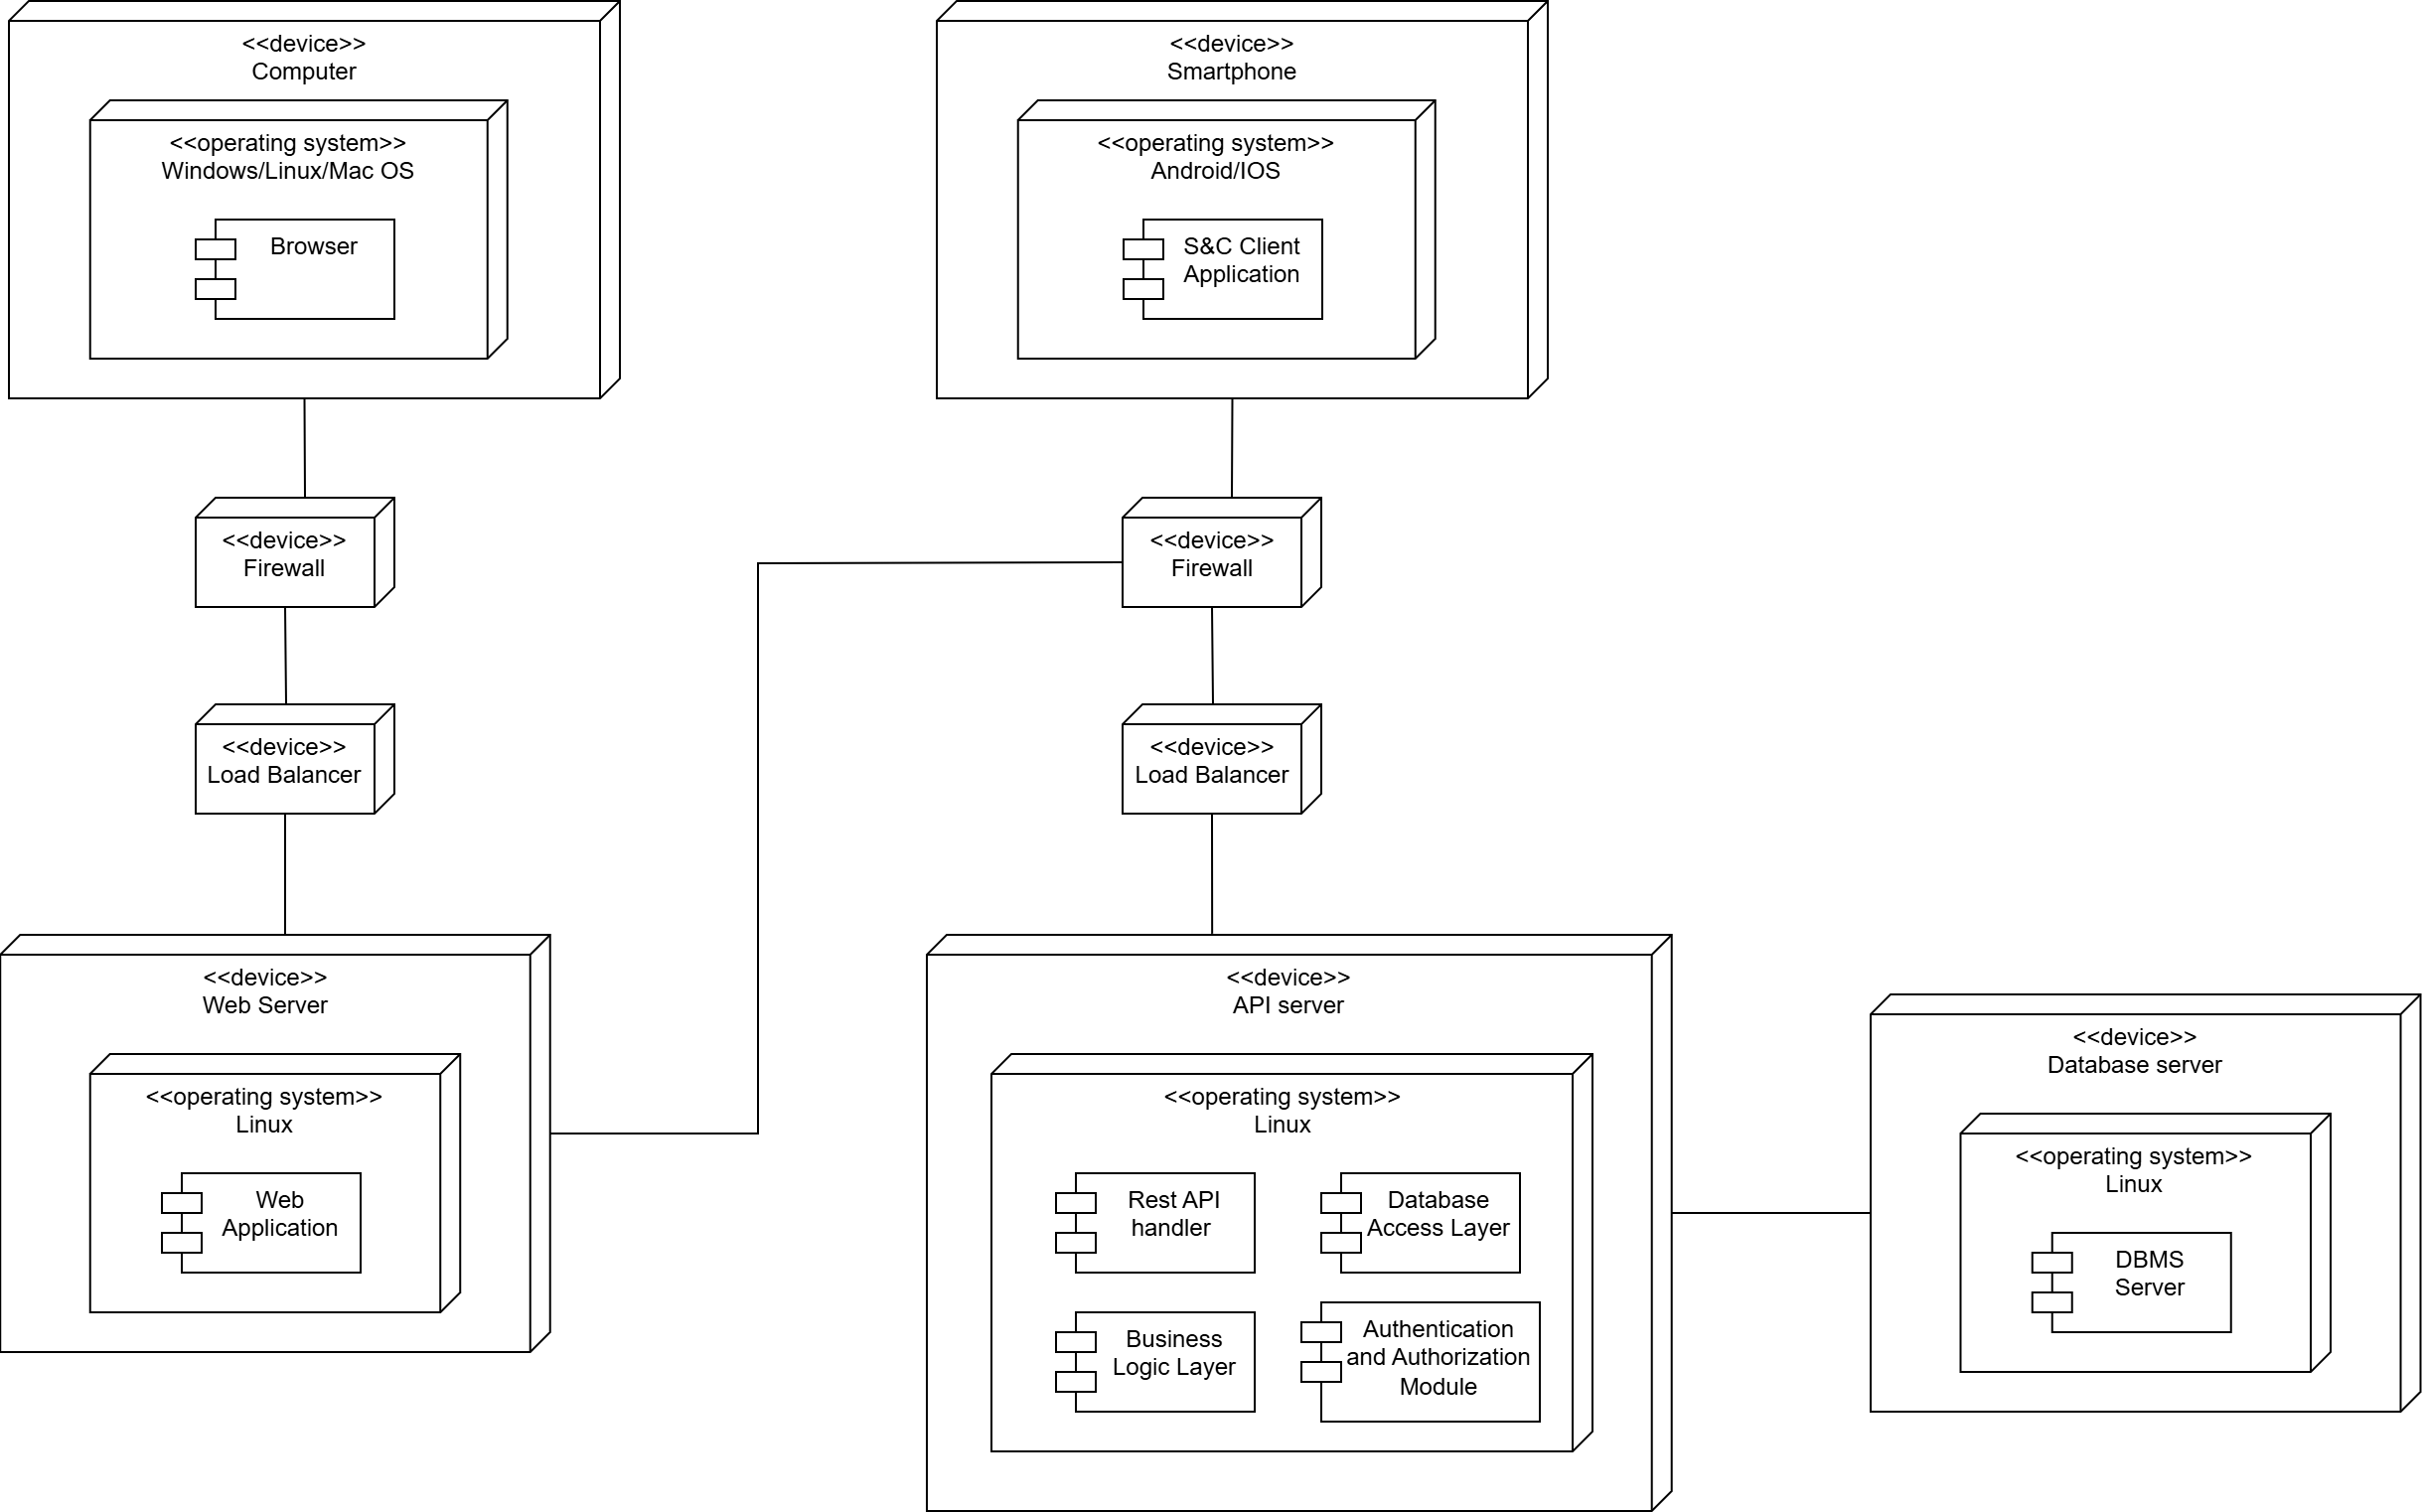 <<device>>
Computer
<<operating system>>
Windows/Linux/Mac OS
Browser
<<device>>
Smartphone
<<operating system>>
Android/IOS
S&C Client
Application
<<device>>
Firewall
<<device>>
Firewall
<<device>>
Load Balancer
<<device>>
Load Balancer
<<device>>
Web Server
<<operating system>>
Linux
Web
Application
<<device>>
API server
<<operating system>>
Linux
Rest API
handler
Database
Access Layer
Business
Logic Layer
Authentication
and Authorization
Module
<<device>>
Database server
<<operating system>>
Linux
DBMS
Server